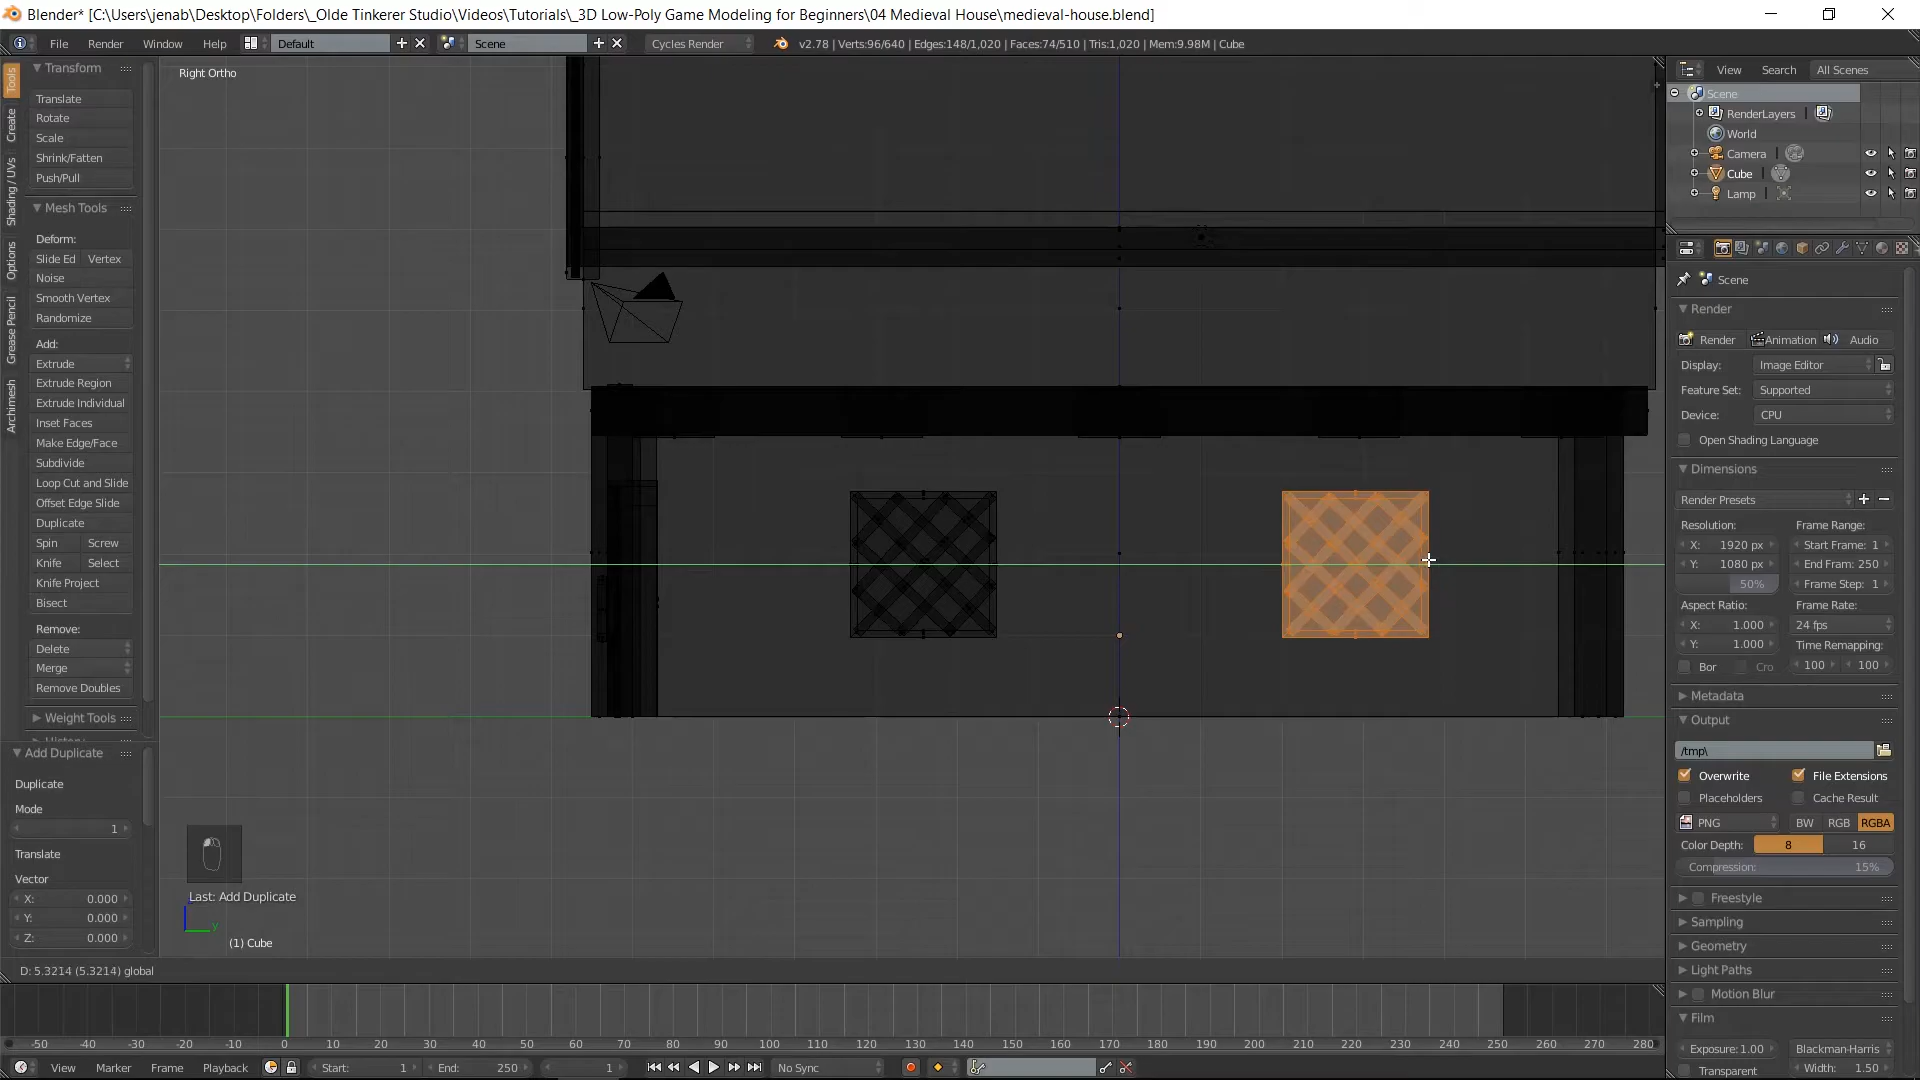 Blender* [C:\Users\jenab\Desktop\Folders\_Olde Tinkerer Studio\Videos\Tutorials\_3D Low-Poly Game Modeling for Beginners\04 Medieval House\medieval-house.blend]
File Render Window Help Default Scene Cycles Render v2.78 | Verts:96/640 | Edges:148/1,020 | Faces:74/510 | Tris:1,020 | Mem:9.98M | Cube
Tools
Create
Shading / UVs
Options
Grease Pencil
Archimesh
Transform
Translate
Rotate
Scale
Shrink/Fatten
Push/Pull
Mesh Tools
Deform:
Slide Ed Vertex
Noise
Smooth Vertex
Randomize
Add:
Extrude
Extrude Region
Extrude Individual
Inset Faces
Make Edge/Face
Subdivide
Loop Cut and Slide
Offset Edge Slide
Duplicate
Spin Screw
Knife Select
Knife Project
Bisect
Remove:
Delete
Merge
Remove Doubles
Weight Tools
History
Add Duplicate
Duplicate
Mode
1
Translate
Vector
X: 0.000
Y: 0.000
Z: 0.000
Right Ortho
Last: Add Duplicate
y
(1) Cube
D: 5.3214 (5.3214) global
View Search All Scenes
Scene
RenderLayers |
World
Camera |
Cube |
Lamp |
Scene
Render
Render Animation Audio
Display: Image Editor
Feature Set: Supported
Device: CPU
Open Shading Language
Dimensions
Render Presets
Resolution: Frame Range:
X: 1920 px Start Frame: 1
Y: 1080 px End Fram: 250
50% Frame Step: 1
Aspect Ratio: Frame Rate:
X: 1.000 24 fps
Y: 1.000 Time Remapping:
Bor Cro 100 100
Metadata
Output
/tmp\
Overwrite File Extensions
Placeholders Cache Result
PNG BW RGB RGBA
Color Depth: 8 16
Compression: 15%
Freestyle
Sampling
Geometry
Light Paths
Motion Blur
Film
Exposure: 1.00 Blackman-Harris
Transparent Width: 1.50
-50 -40 -30 -20 -10 0 10 20 30 40 50 60 70 80 90 100 110 120 130 140 150 160 170 180 190 200 210 220 230 240 250 260 270 280
View Marker Frame Playback Start: 1 End: 250 1 No Sync